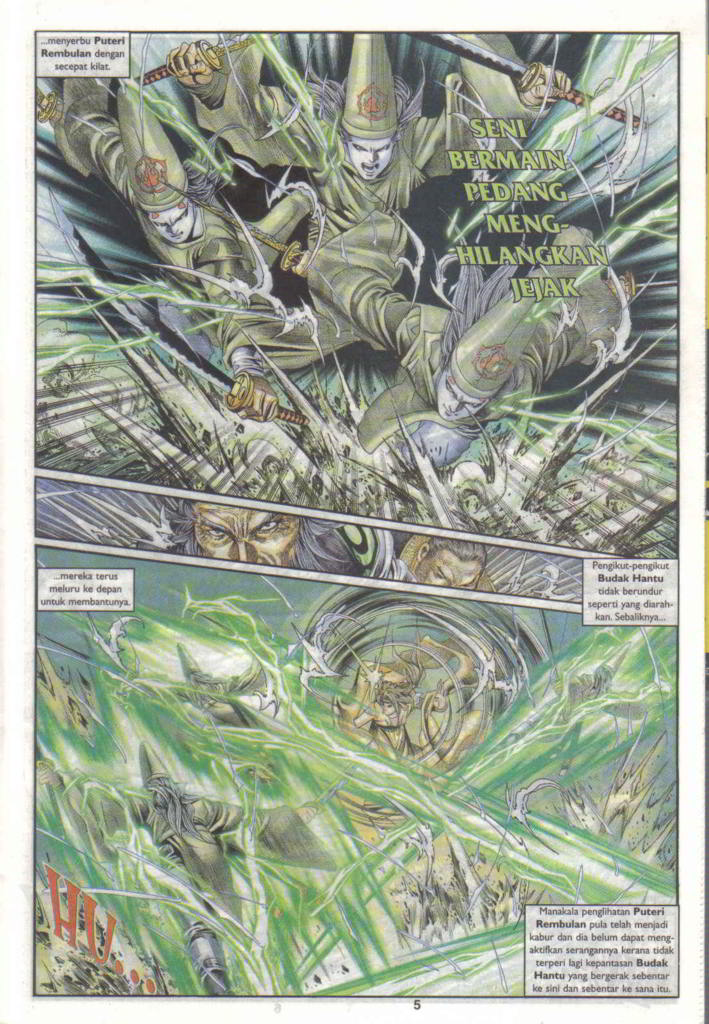 ...menyerbu Puteri
Rembulan dengan
secepat kilat.
SENI
BERMAIN
PEDANG
MENG-
HILANGKAN
JEJAK
Pengikut-pengikut
Budak Hantu
tidak berundur
seperti yang diarah-
kan. Sebaliknya...
...mereka terus
meluru ke depan
untuk membantunya.
HU...
Manakala penglihatan Puteri
Rembulan pula telah menjadi
kabur dan dia belum dapat meng-
aktifkan serangannya kerana tidak
terperi lagi kepantasan Budak
Hantu yang bergerak sebentar
ke sini dan sebentar ke sana itu.
5